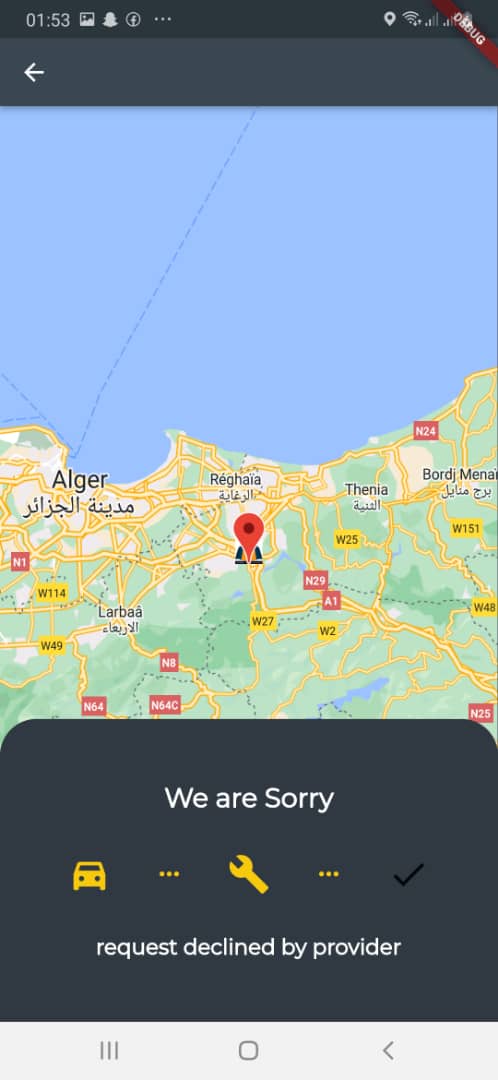 01:53
DEBUG
Alger
مدينة الجزائر
Réghaïa
الرغاية
Thenia
الثنية
Bordj Menaï
برج منايل
N24
W151
W25
N1
N29
W114
A1
W48
Larbaâ
الاربعاء
W27
W2
W49
N8
N64
N64C
N25
We are Sorry
request declined by provider